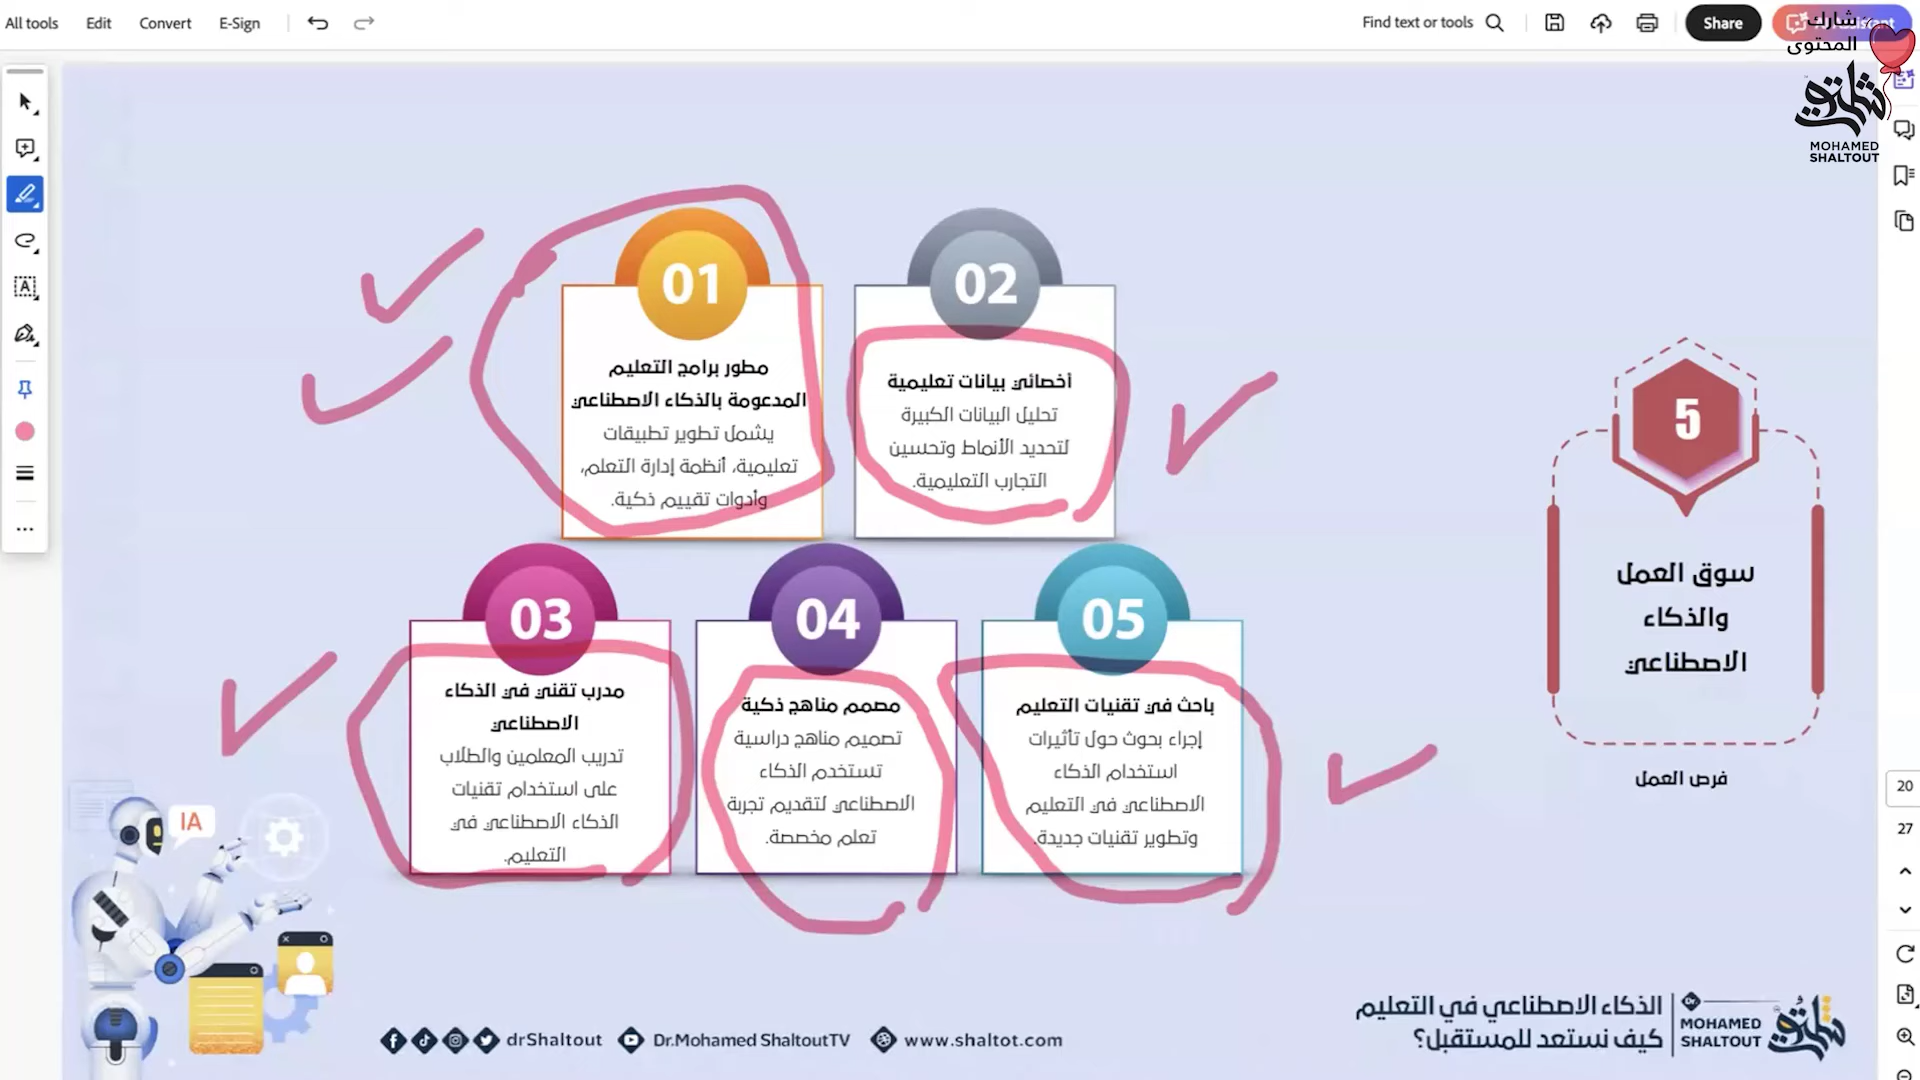 All tools
Edit
Convert
E-Sign
Find text or tools
Share
شارك
المحتوى
MOHAMED
SHALTOUT
01
مطور برامج التعليم
المدعومة بالذكاء الاصطناعي
يشمل تطوير تطبيقات
تعليمية، أنظمة إدارة التعلم،
وأدوات تقييم ذكية.
02
أخصائي بيانات تعليمية
تحليل البيانات الكبيرة
لتحديد الأنماط وتحسين
التجارب التعليمية.
03
مدرب تقني في الذكاء
الاصطناعي
تدريب المعلمين والطلاب
على استخدام تقنيات
الذكاء الاصطناعي في
التعليم.
04
مصمم مناهج ذكية
تصميم مناهج دراسية
تستخدم الذكاء
الاصطناعي لتقديم تجربة
تعلم مخصصة.
05
باحث في تقنيات التعليم
إجراء بحوث حول تأثيرات
استخدام الذكاء
الاصطناعي في التعليم
وتطوير تقنيات جديدة.
5
سوق العمل
والذكاء
الاصطناعي
فرص العمل
20
27
IA
drShaltout
Dr.Mohamed ShaltoutTV
www.shaltot.com
الذكاء الاصطناعي في التعليم
كيف نستعد للمستقبل؟
Dr
MOHAMED
SHALTOUT
شلتوت